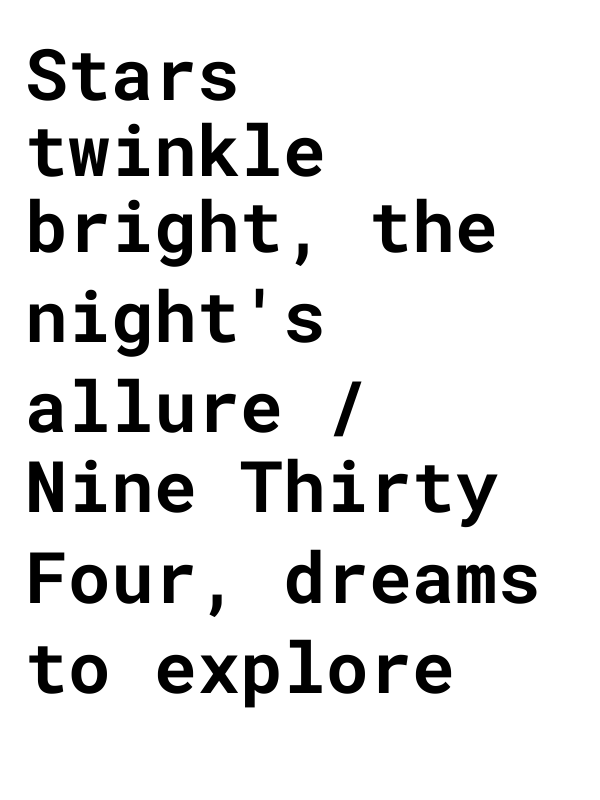 Stars
twinkle
bright, the
night's
allure /
Nine Thirty
Four, dreams
to explore